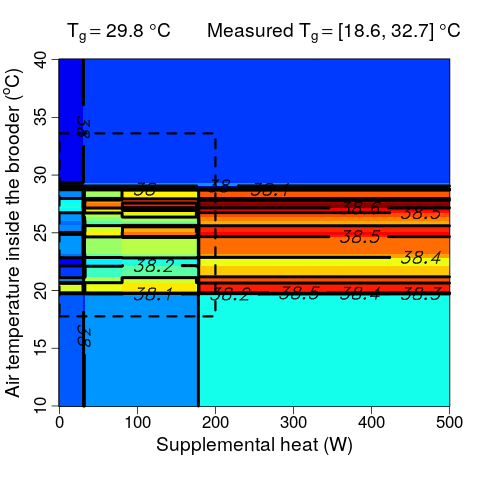 T_g = 29.8 °C Measured T_g = [18.6, 32.7] °C
Air temperature inside the brooder (°C)
40
35
30
25
20
15
10
38
38 38 38.1
38.6 38.5
38.5
38.4
38.2
38.1 38.2 38.5 38.4 38.3
38
0 100 200 300 400 500
Supplemental heat (W)